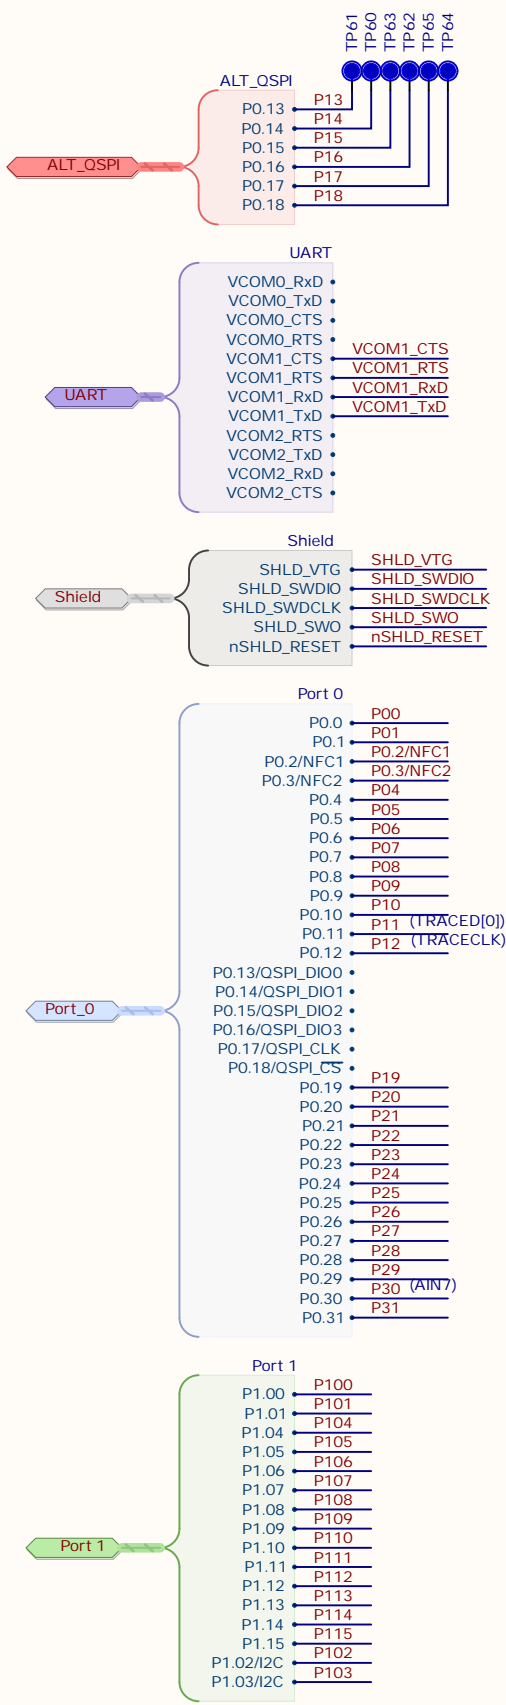 TP61 TP60 TP63 TP62 TP65 TP64
ALT_QSPI
P0.13 P13
P0.14 P14
P0.15 P15
ALT_QSPI
P0.16 P16
P0.17 P17
P0.18 P18
UART
VCOM0_RxD
VCOM0_TxD
VCOM0_CTS
VCOM0_RTS
VCOM1_CTS VCOM1_CTS
VCOM1_RTS VCOM1_RTS
UART
VCOM1_RxD VCOM1_RxD
VCOM1_TxD VCOM1_TxD
VCOM2_RTS
VCOM2_TxD
VCOM2_RxD
VCOM2_CTS
Shield
SHLD_VTG SHLD_VTG
SHLD_SWDIO SHLD_SWDIO
Shield
SHLD_SWDCLK SHLD_SWDCLK
SHLD_SWO SHLD_SWO
nSHLD_RESET nSHLD_RESET
Port 0
P0.0 P00
P0.1 P01
P0.2/NFC1 P0.2/NFC1
P0.3/NFC2 P0.3/NFC2
P0.4 P04
P0.5 P05
P0.6 P06
P0.7 P07
P0.8 P08
P0.9 P09
P0.10 P10
P0.11 P11 (TRACED[0])
P0.12 P12 (TRACECLK)
P0.13/QSPI_DIO0
P0.14/QSPI_DIO1
Port_0
P0.15/QSPI_DIO2
P0.16/QSPI_DIO3
P0.17/QSPI_CLK
P0.18/QSPI_CS
P0.19 P19
P0.20 P20
P0.21 P21
P0.22 P22
P0.23 P23
P0.24 P24
P0.25 P25
P0.26 P26
P0.27 P27
P0.28 P28
P0.29 P29
P0.30 P30 (AIN7)
P0.31 P31
Port 1
P1.00 P100
P1.01 P101
P1.04 P104
P1.05 P105
P1.06 P106
P1.07 P107
P1.08 P108
P1.09 P109
Port 1
P1.10 P110
P1.11 P111
P1.12 P112
P1.13 P113
P1.14 P114
P1.15 P115
P1.02/I2C P102
P1.03/I2C P103